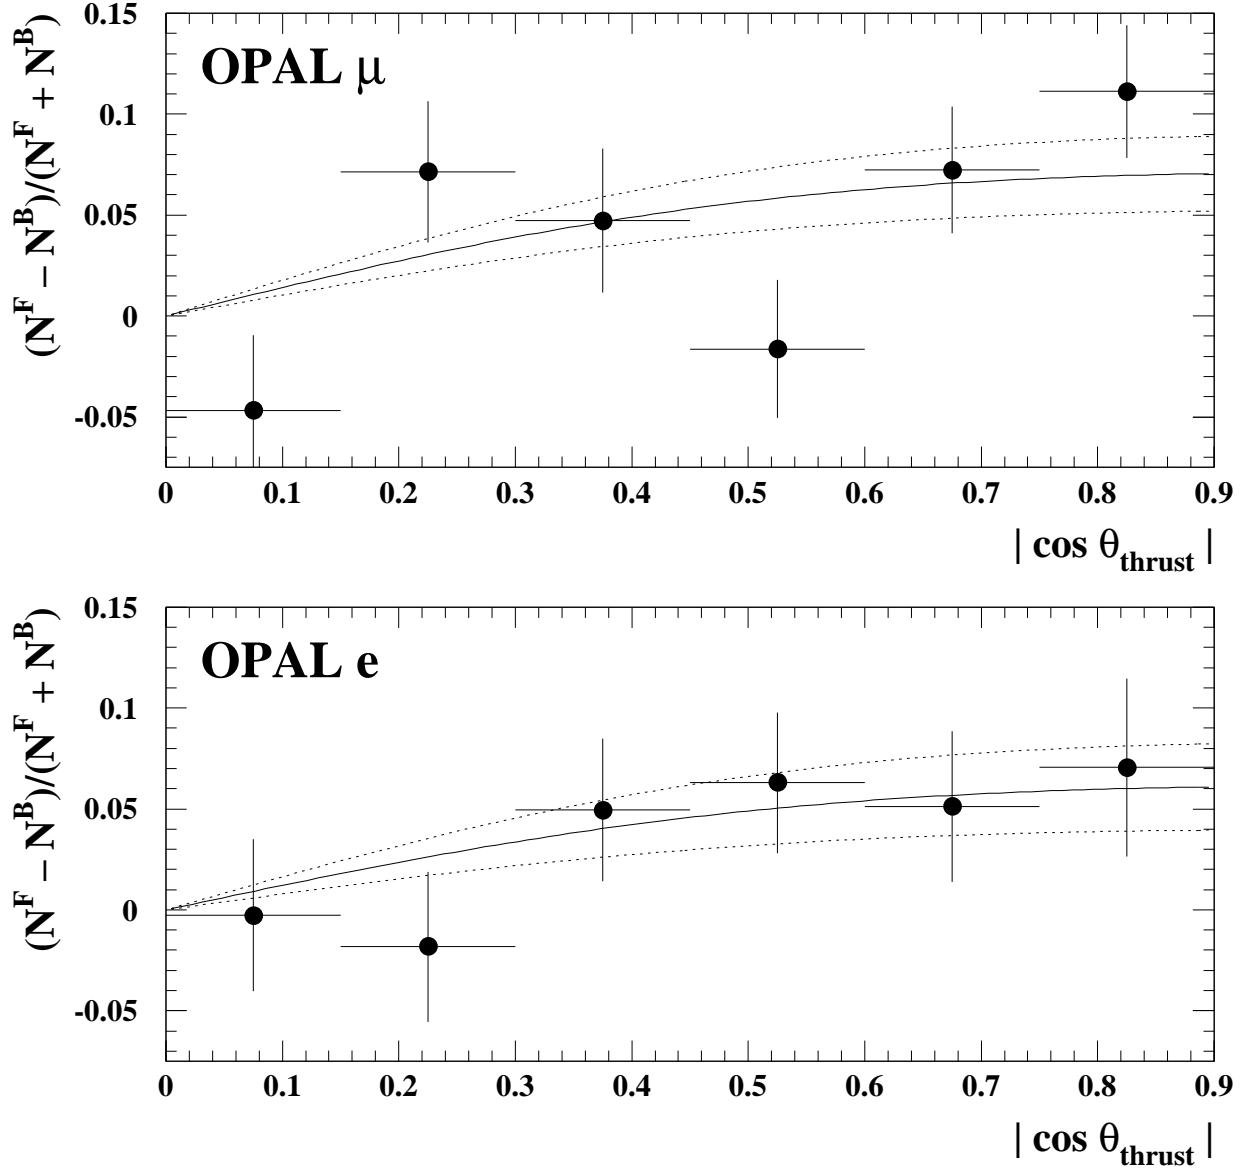 (N^F − N^B)/(N^F + N^B)
OPAL μ
0.15
0.1
0.05
0
-0.05
0 0.1 0.2 0.3 0.4 0.5 0.6 0.7 0.8 0.9
| cos θ_thrust |
(N^F − N^B)/(N^F + N^B)
OPAL e
0.15
0.1
0.05
0
-0.05
0 0.1 0.2 0.3 0.4 0.5 0.6 0.7 0.8 0.9
| cos θ_thrust |